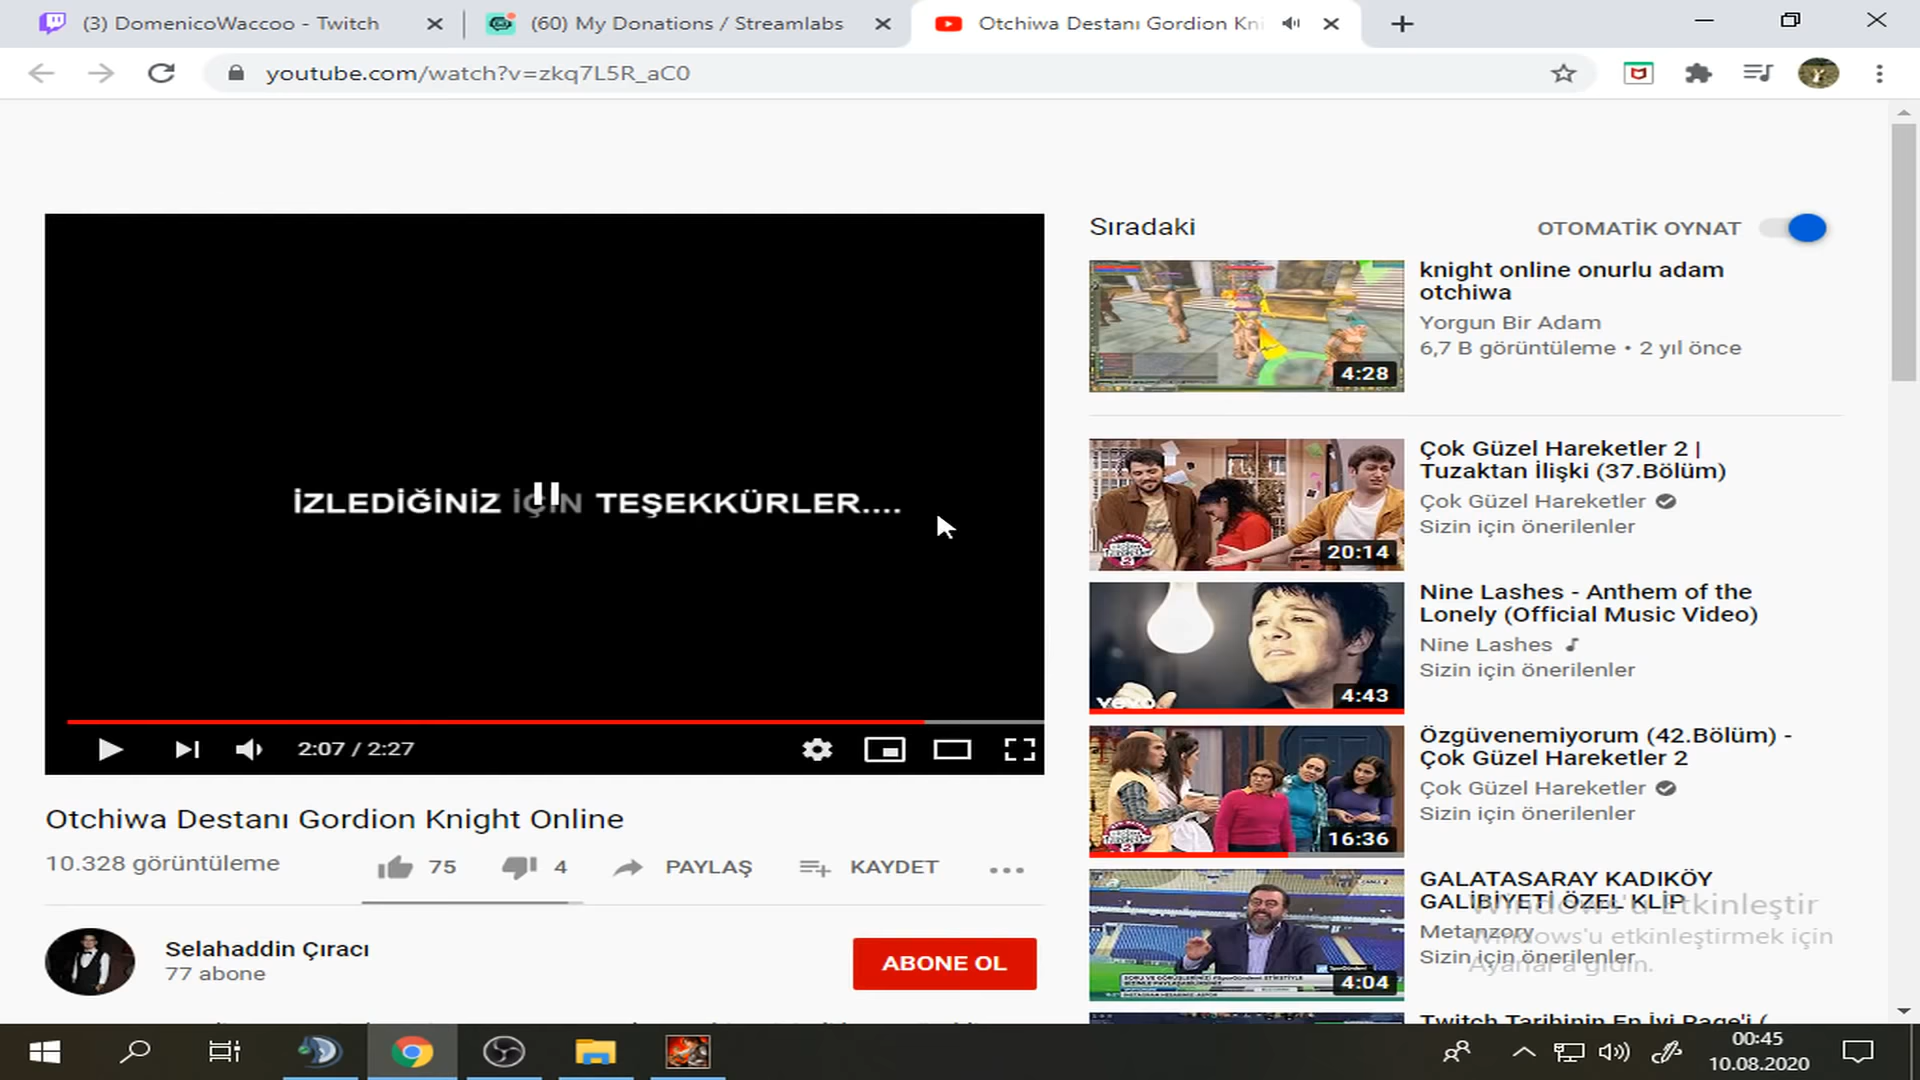 (3) DomenicoWaccoo - Twitch
(60) My Donations / Streamlabs
Otchiwa Destanı Gordion Kni
youtube.com/watch?v=zkq7L5R_aC0
İZLEDİĞİNİZ İÇİN TEŞEKKÜRLER....
2:07 / 2:27
Otchiwa Destanı Gordion Knight Online
10.328 görüntüleme
75
4
PAYLAŞ
KAYDET
Selahaddin Çıracı
77 abone
ABONE OL
Sıradaki
OTOMATİK OYNAT
4:28
knight online onurlu adam
otchiwa
Yorgun Bir Adam
6,7 B görüntüleme • 2 yıl önce
20:14
Çok Güzel Hareketler 2 |
Tuzaktan İlişki (37.Bölüm)
Çok Güzel Hareketler
Sizin için önerilenler
vevo
4:43
Nine Lashes - Anthem of the
Lonely (Official Music Video)
Nine Lashes
Sizin için önerilenler
16:36
Özgüvenemiyorum (42.Bölüm) -
Çok Güzel Hareketler 2
Çok Güzel Hareketler
Sizin için önerilenler
4:04
GALATASARAY KADIKÖY
GALİBİYETİ ÖZEL KLİP
Metanzory
Sizin için önerilenler
Windows'u Etkinleştir
Windows'u etkinleştirmek için
Ayarlar'a gidin.
Twitch Tarihinin En İyi Rage'i (
00:45
10.08.2020